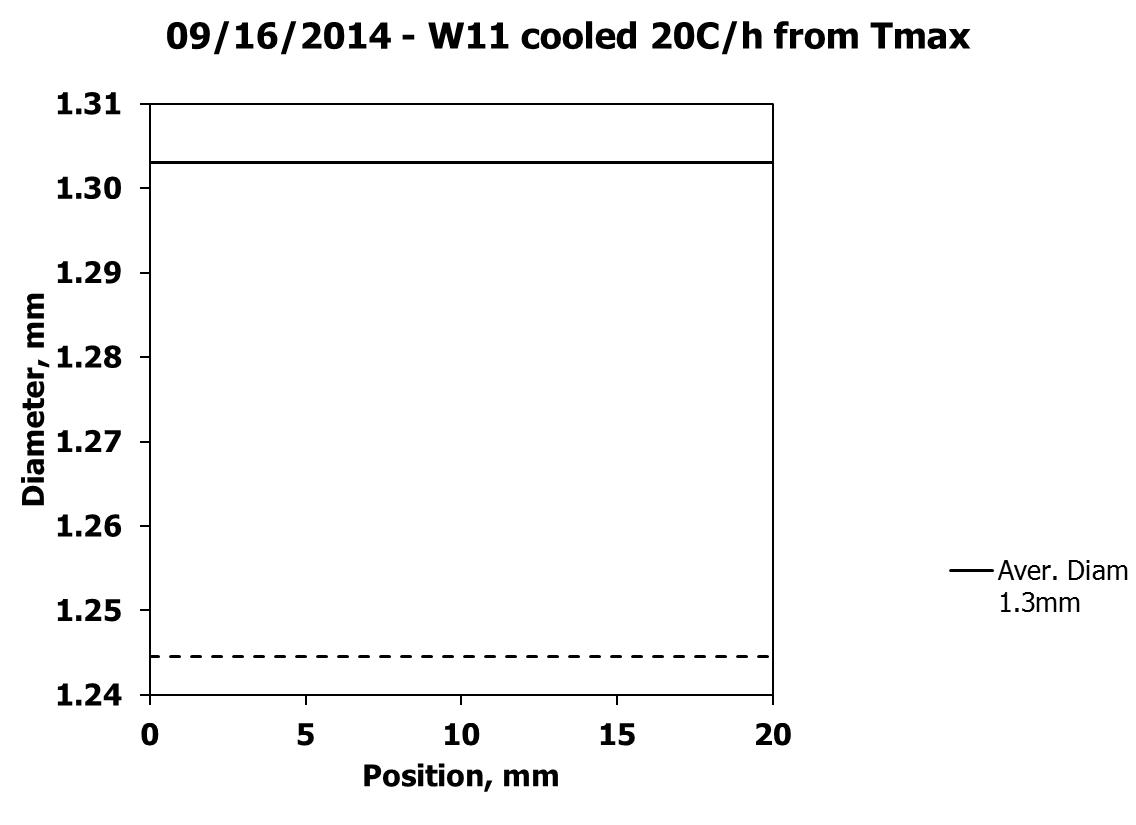 09/16/2014 - W11 cooled 20C/h from Tmax
1.31
1.30
1.29
1.28
1.27
1.26
1.25
1.24
Diameter, mm
0 5 10 15 20
Position, mm
Aver. Diam
1.3mm